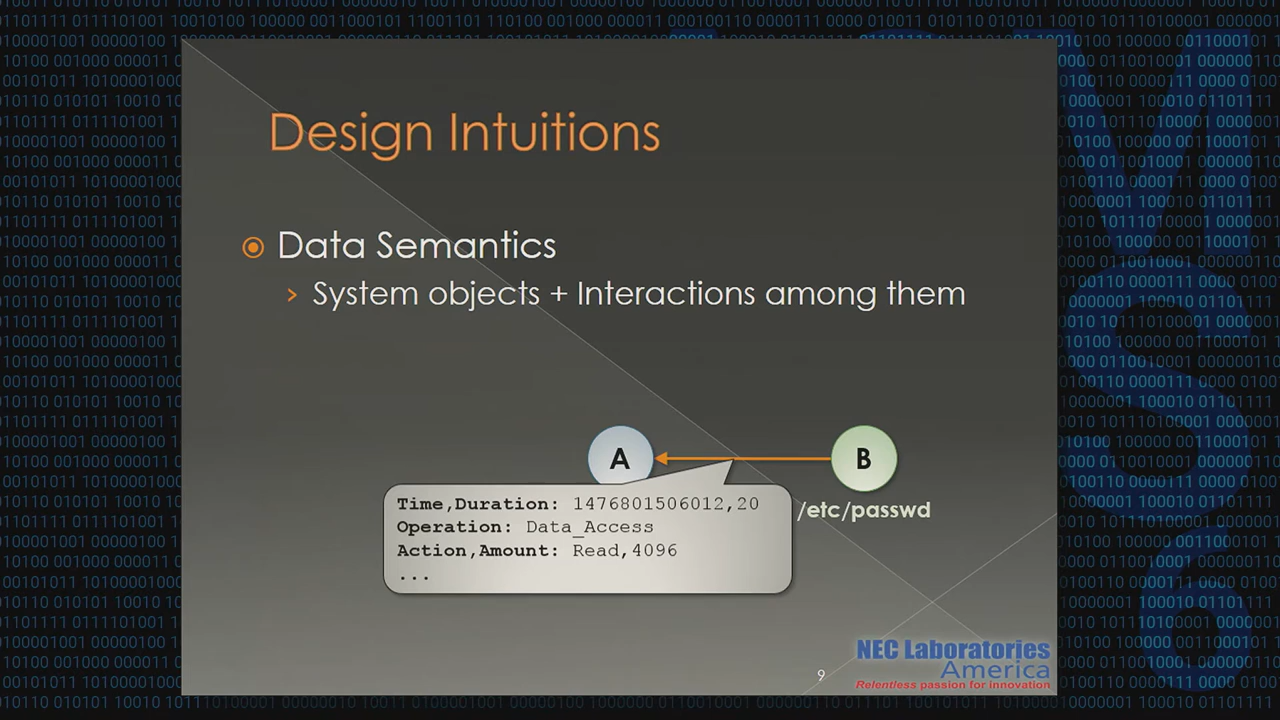 Design Intuitions
Data Semantics
System objects + Interactions among them
A
B
/etc/passwd
Time,Duration: 1476801506012,20
Operation: Data_Access
Action,Amount: Read,4096
...
9
NEC Laboratories
America
Relentless passion for innovation